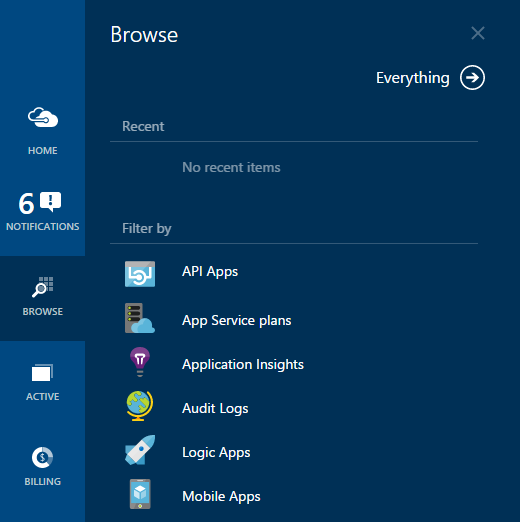 Browse
Everything
Recent
No recent items
Filter by
API Apps
App Service plans
Application Insights
Audit Logs
Logic Apps
Mobile Apps
HOME
6
NOTIFICATIONS
BROWSE
ACTIVE
BILLING